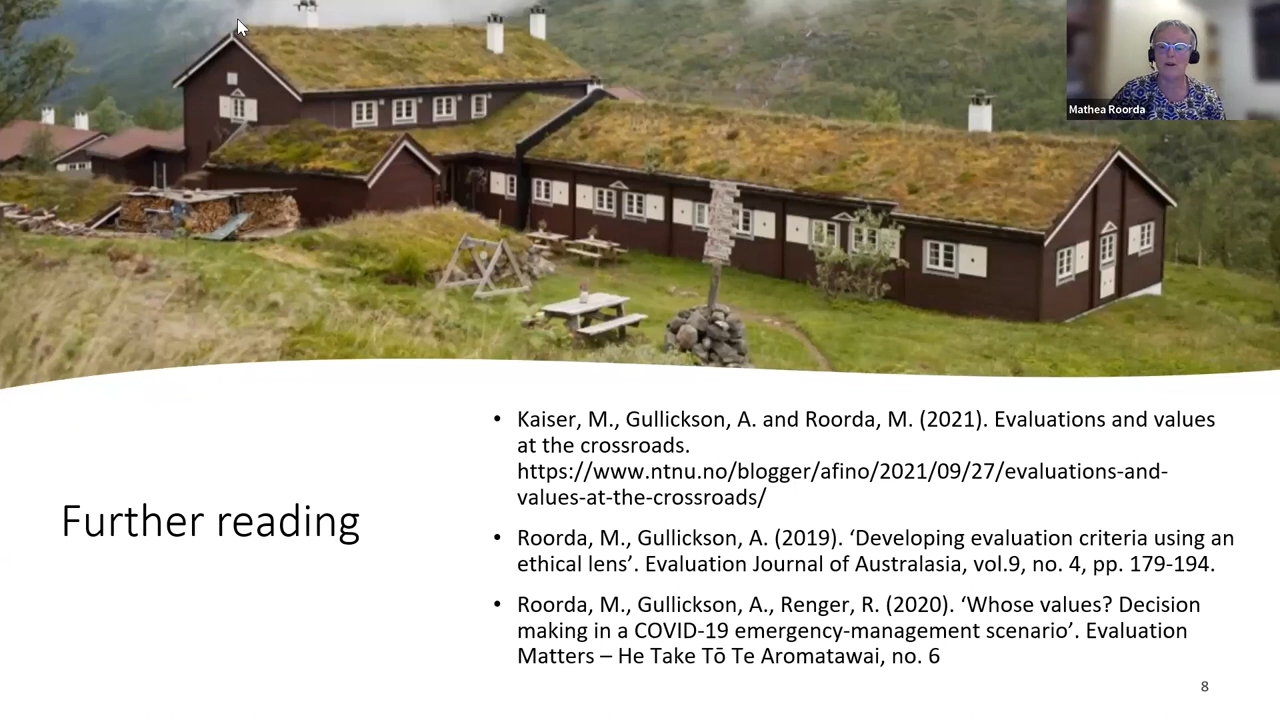 Mathea Roorda
Further reading
• Kaiser, M., Gullickson, A. and Roorda, M. (2021). Evaluations and values
at the crossroads.
https://www.ntnu.no/blogger/afino/2021/09/27/evaluations-and-
values-at-the-crossroads/
• Roorda, M., Gullickson, A. (2019). ‘Developing evaluation criteria using an
ethical lens’. Evaluation Journal of Australasia, vol.9, no. 4, pp. 179-194.
• Roorda, M., Gullickson, A., Renger, R. (2020). ‘Whose values? Decision
making in a COVID-19 emergency-management scenario’. Evaluation
Matters – He Take Tō Te Aromatawai, no. 6
8